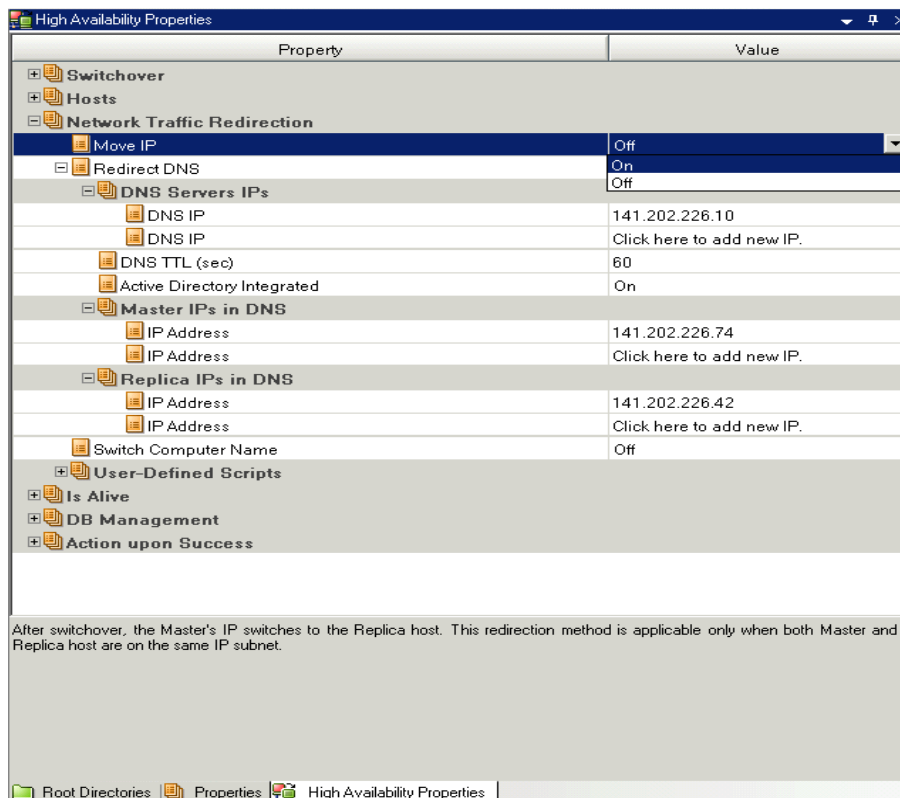 High Availability Properties
Property Value
Switchover
Hosts
Network Traffic Redirection
Move IP Off
On
Redirect DNS
Off
DNS Servers IPs
DNS IP 141.202.226.10
DNS IP Click here to add new IP.
DNS TTL (sec) 60
Active Directory Integrated On
Master IPs in DNS
IP Address 141.202.226.74
IP Address Click here to add new IP.
Replica IPs in DNS
IP Address 141.202.226.42
IP Address Click here to add new IP.
Switch Computer Name Off
User-Defined Scripts
Is Alive
DB Management
Action upon Success
After switchover, the Master's IP switches to the Replica host. This redirection method is applicable only when both Master and
Replica host are on the same IP subnet.
Root Directories Properties High Availability Properties